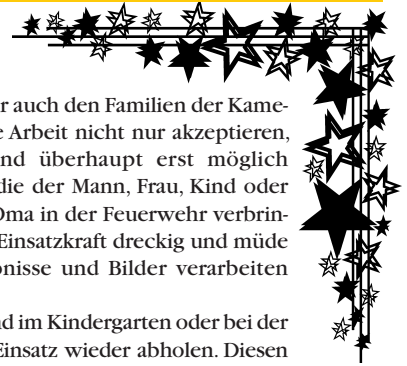 r auch den Familien der Kame-
e Arbeit nicht nur akzeptieren,
nd überhaupt erst möglich
die der Mann, Frau, Kind oder
Oma in der Feuerwehr verbrin-
Einsatzkraft dreckig und müde
bnisse und Bilder verarbeiten
nd im Kindergarten oder bei der
Einsatz wieder abholen. Diesen